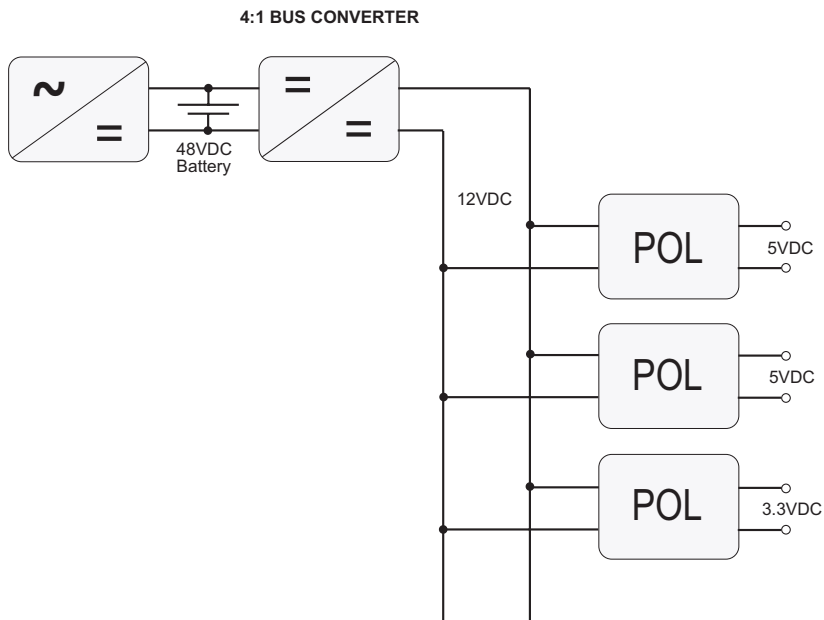 4:1 BUS CONVERTER
~
=
=
=
48VDC
Battery
12VDC
POL
5VDC
POL
5VDC
POL
3.3VDC